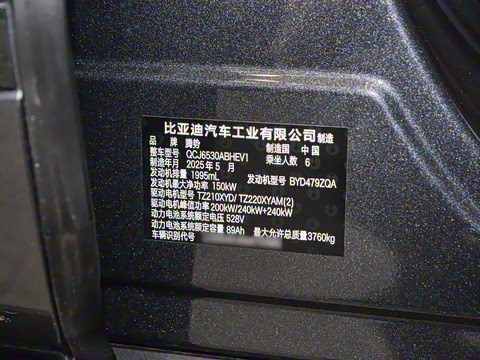 比亚迪汽车工业有限公司制造
品 牌 腾势 制造国 中 国
整车型号 QCJ6530ABHEV1 乘坐人数 6
制造年月 2025年 5 月
发动机排量 1995mL 发动机型号 BYD479ZQA
发动机最大净功率 150kW
驱动电机型号 TZ210XYD/ TZ220XYAM(2)
驱动电机峰值功率 200kW/240kW+240kW
动力电池系统额定电压 528V
动力电池系统额定容量 89Ah 最大允许总质量3760kg
车辆识别代号